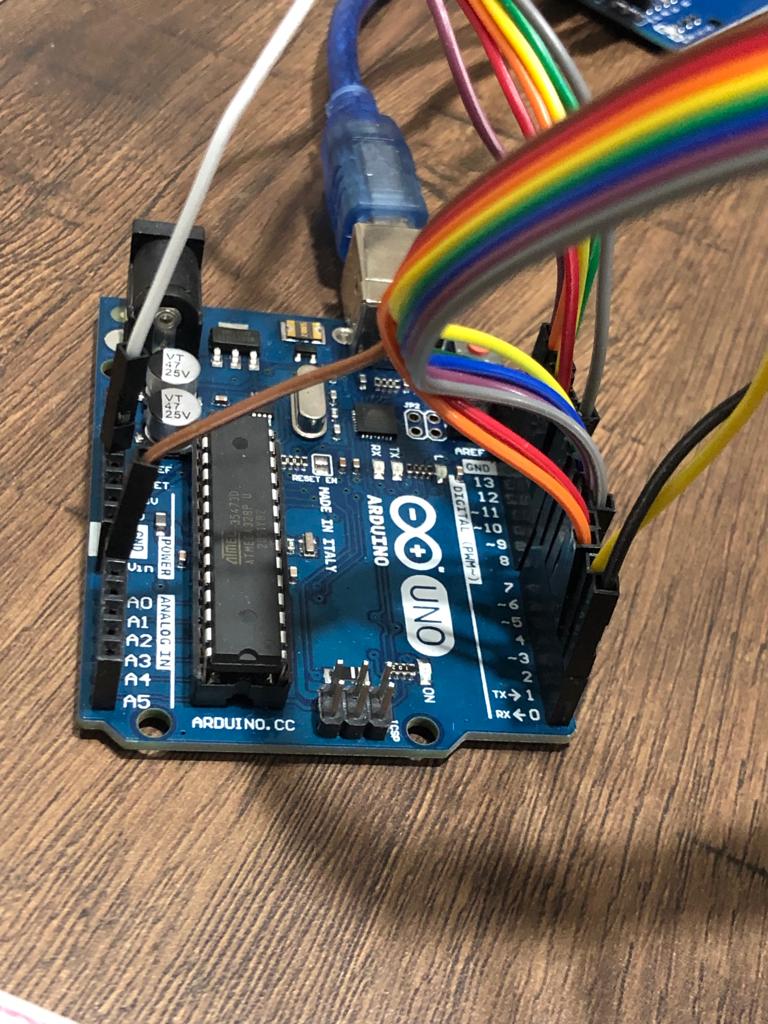 VT
47
25V
VT
47
25V
JP2
RX
TX
L
RESET EN
MADE IN ITALY
ARDUINO
UNO
AREF
GND
13
12
~11
~10
~9
8
7
~6
~5
4
~3
2
TX→1
RX←0
DIGITAL (PWM~)
POWER
Vin
ANALOG IN
A0
A1
A2
A3
A4
A5
ON
ICSP
ARDUINO.CC